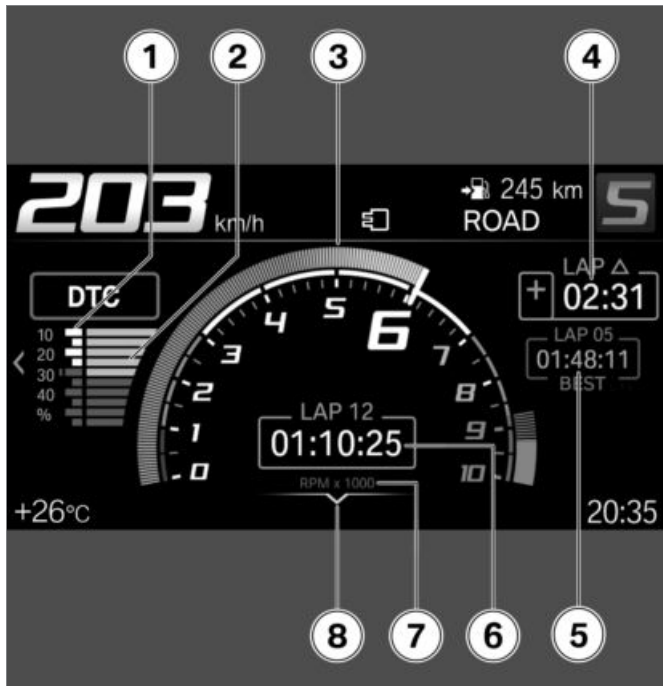 1 2 3 4
203 km/h
245 km
ROAD
5
DTC
10
20
30
40
%
0 1 2 3 4 5 6 7 8 9 10
LAP 12
01:10:25
RPM x 1000
LAP △
+ 02:31
LAP 05
01:48:11
BEST
+26°C
20:35
8 7 6 5